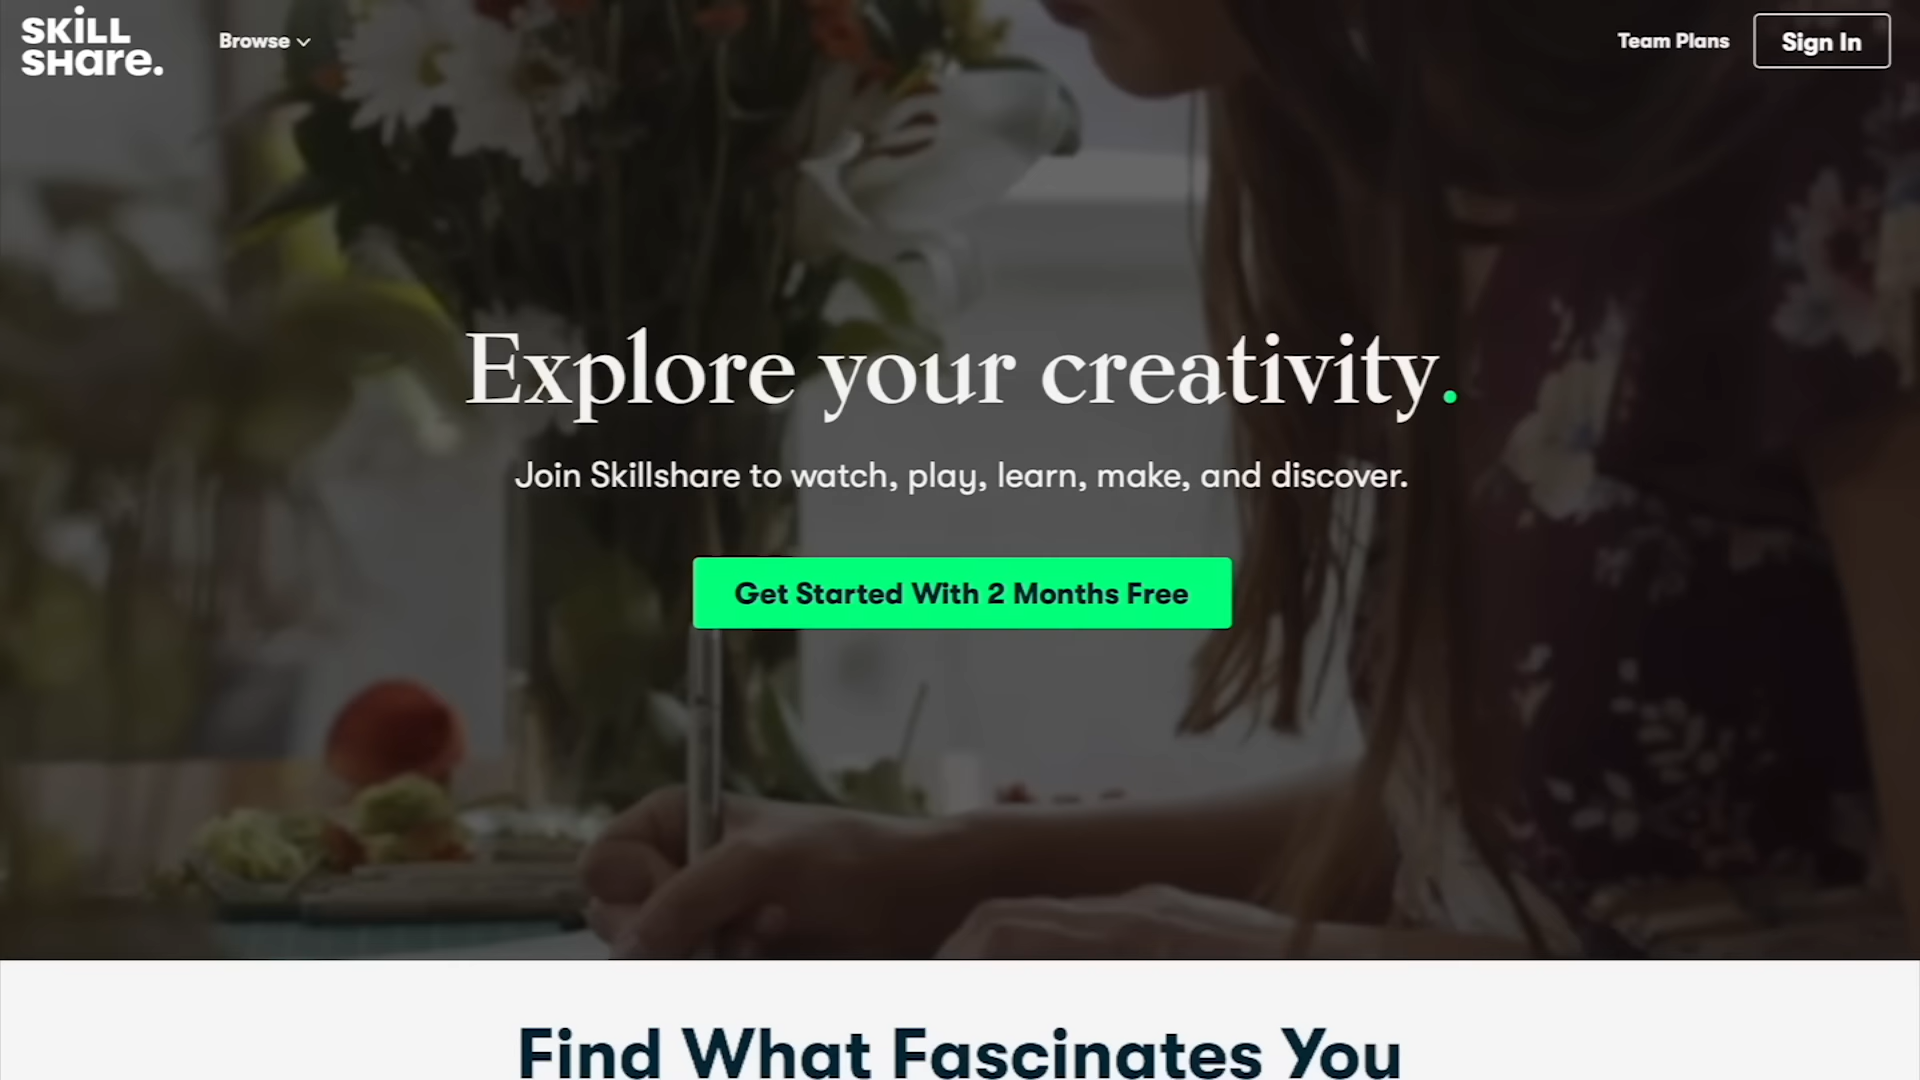 SKiLL
SHare.
Browse
Team Plans
Sign In
Explore your creativity.
Join Skillshare to watch, play, learn, make, and discover.
Get Started With 2 Months Free
Find What Fascinates You